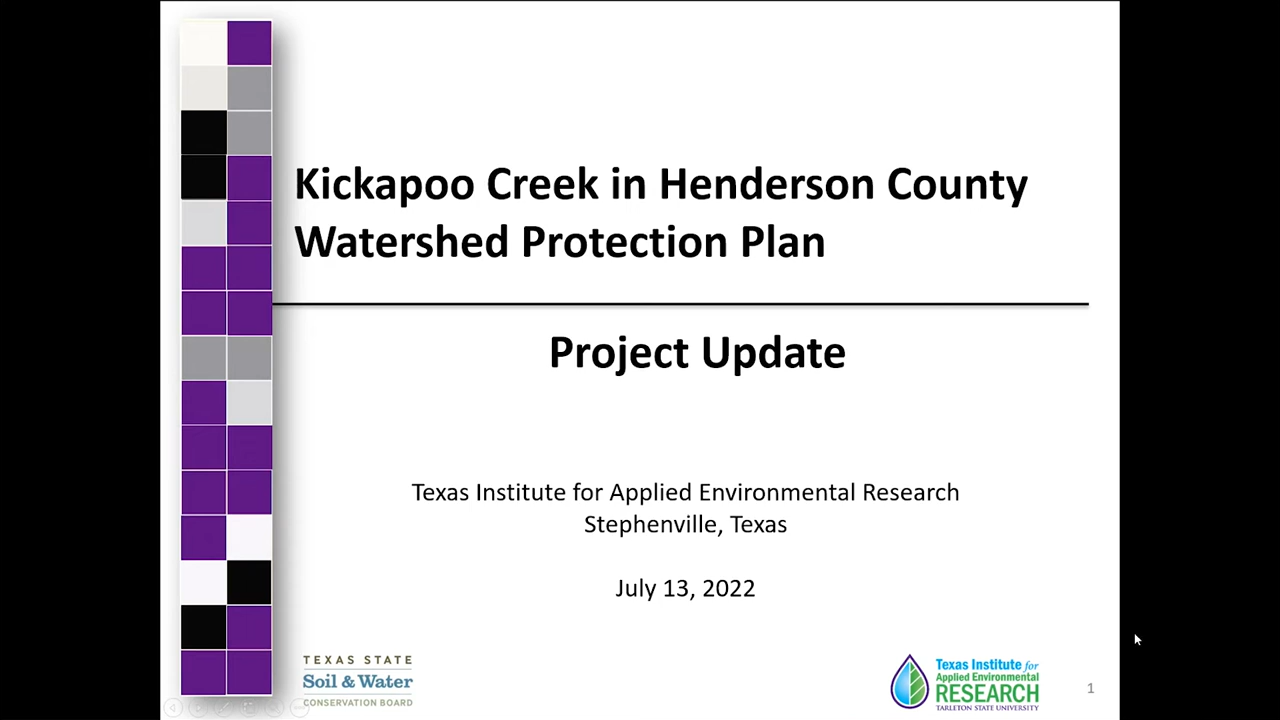 Kickapoo Creek in Henderson County
Watershed Protection Plan
Project Update
Texas Institute for Applied Environmental Research
Stephenville, Texas
July 13, 2022
TEXAS STATE
Soil & Water
CONSERVATION BOARD
Texas Institute for
Applied Environmental
RESEARCH
TARLETON STATE UNIVERSITY
1